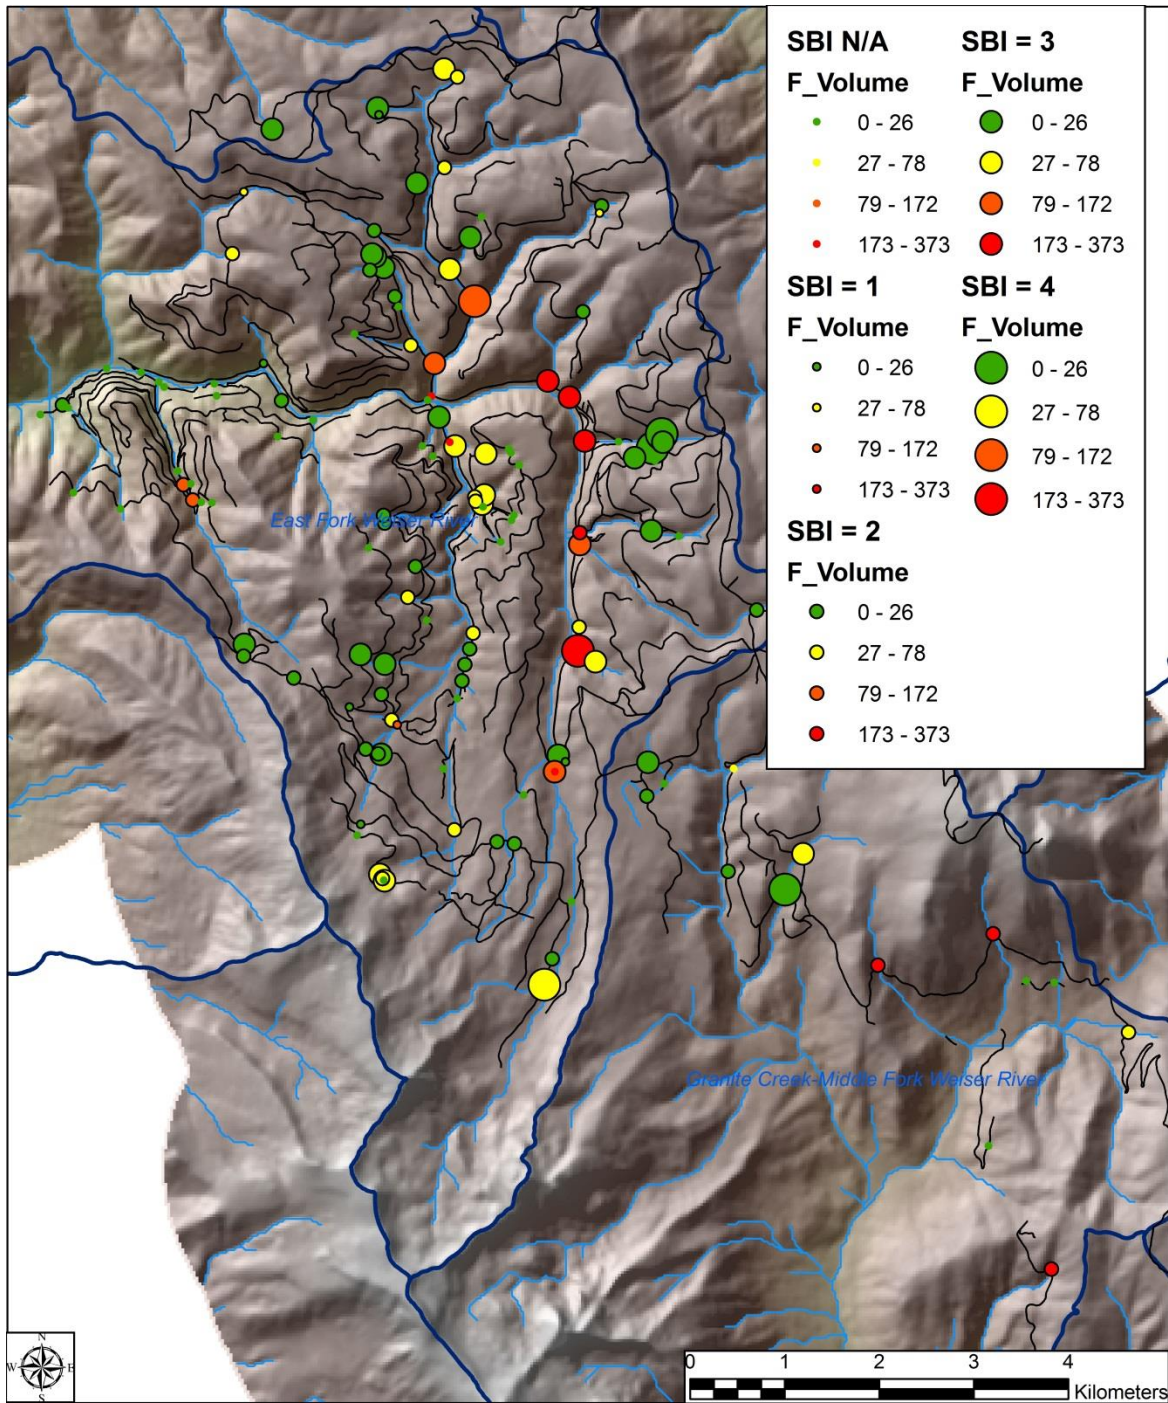 SBI N/A
F_Volume
0 - 26
27 - 78
79 - 172
173 - 373
SBI = 1
F_Volume
0 - 26
27 - 78
79 - 172
173 - 373
SBI = 2
F_Volume
0 - 26
27 - 78
79 - 172
173 - 373
SBI = 3
F_Volume
0 - 26
27 - 78
79 - 172
173 - 373
SBI = 4
F_Volume
0 - 26
27 - 78
79 - 172
173 - 373
East Fork Weiser River
Granite Creek-Middle Fork Weiser River
N
W E
S
0 1 2 3 4
Kilometers